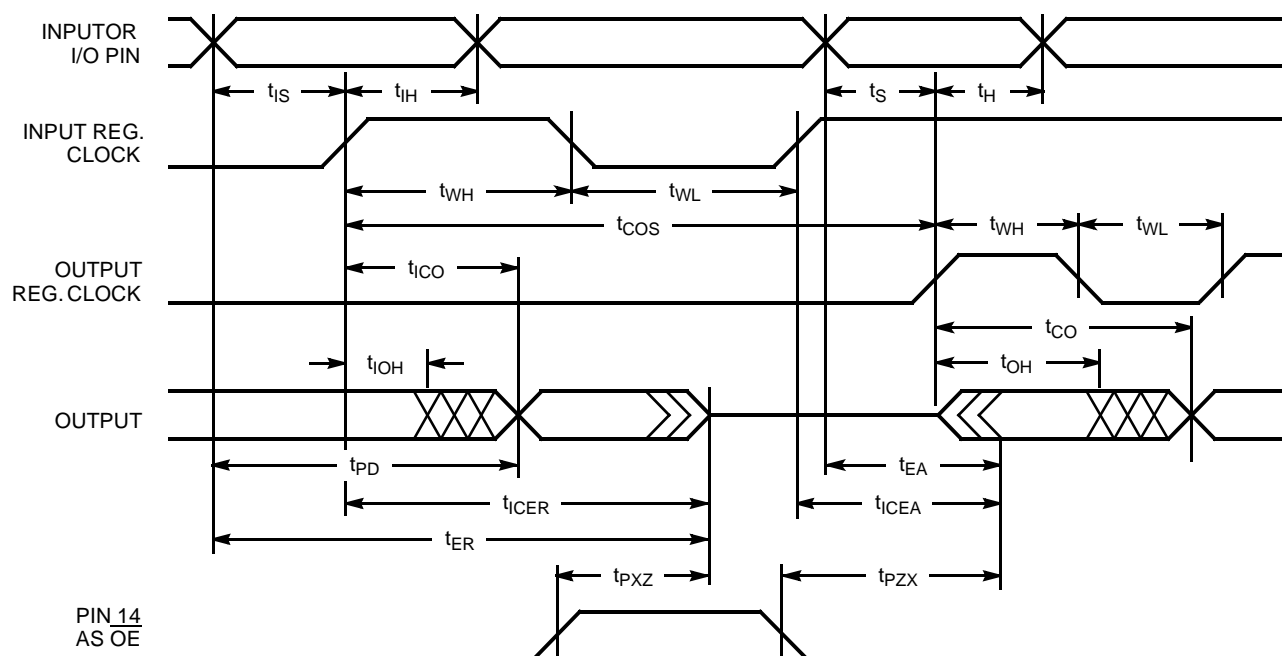 INPUTOR
I/O PIN
tIS
tIH
tS
tH
INPUT REG.
CLOCK
tWH
tWL
tCOS
tWH
tWL
OUTPUT
REG. CLOCK
tICO
tCO
tIOH
tOH
OUTPUT
tPD
tEA
tICER
tICEA
tER
tPXZ
tPZX
PIN 14
AS OE